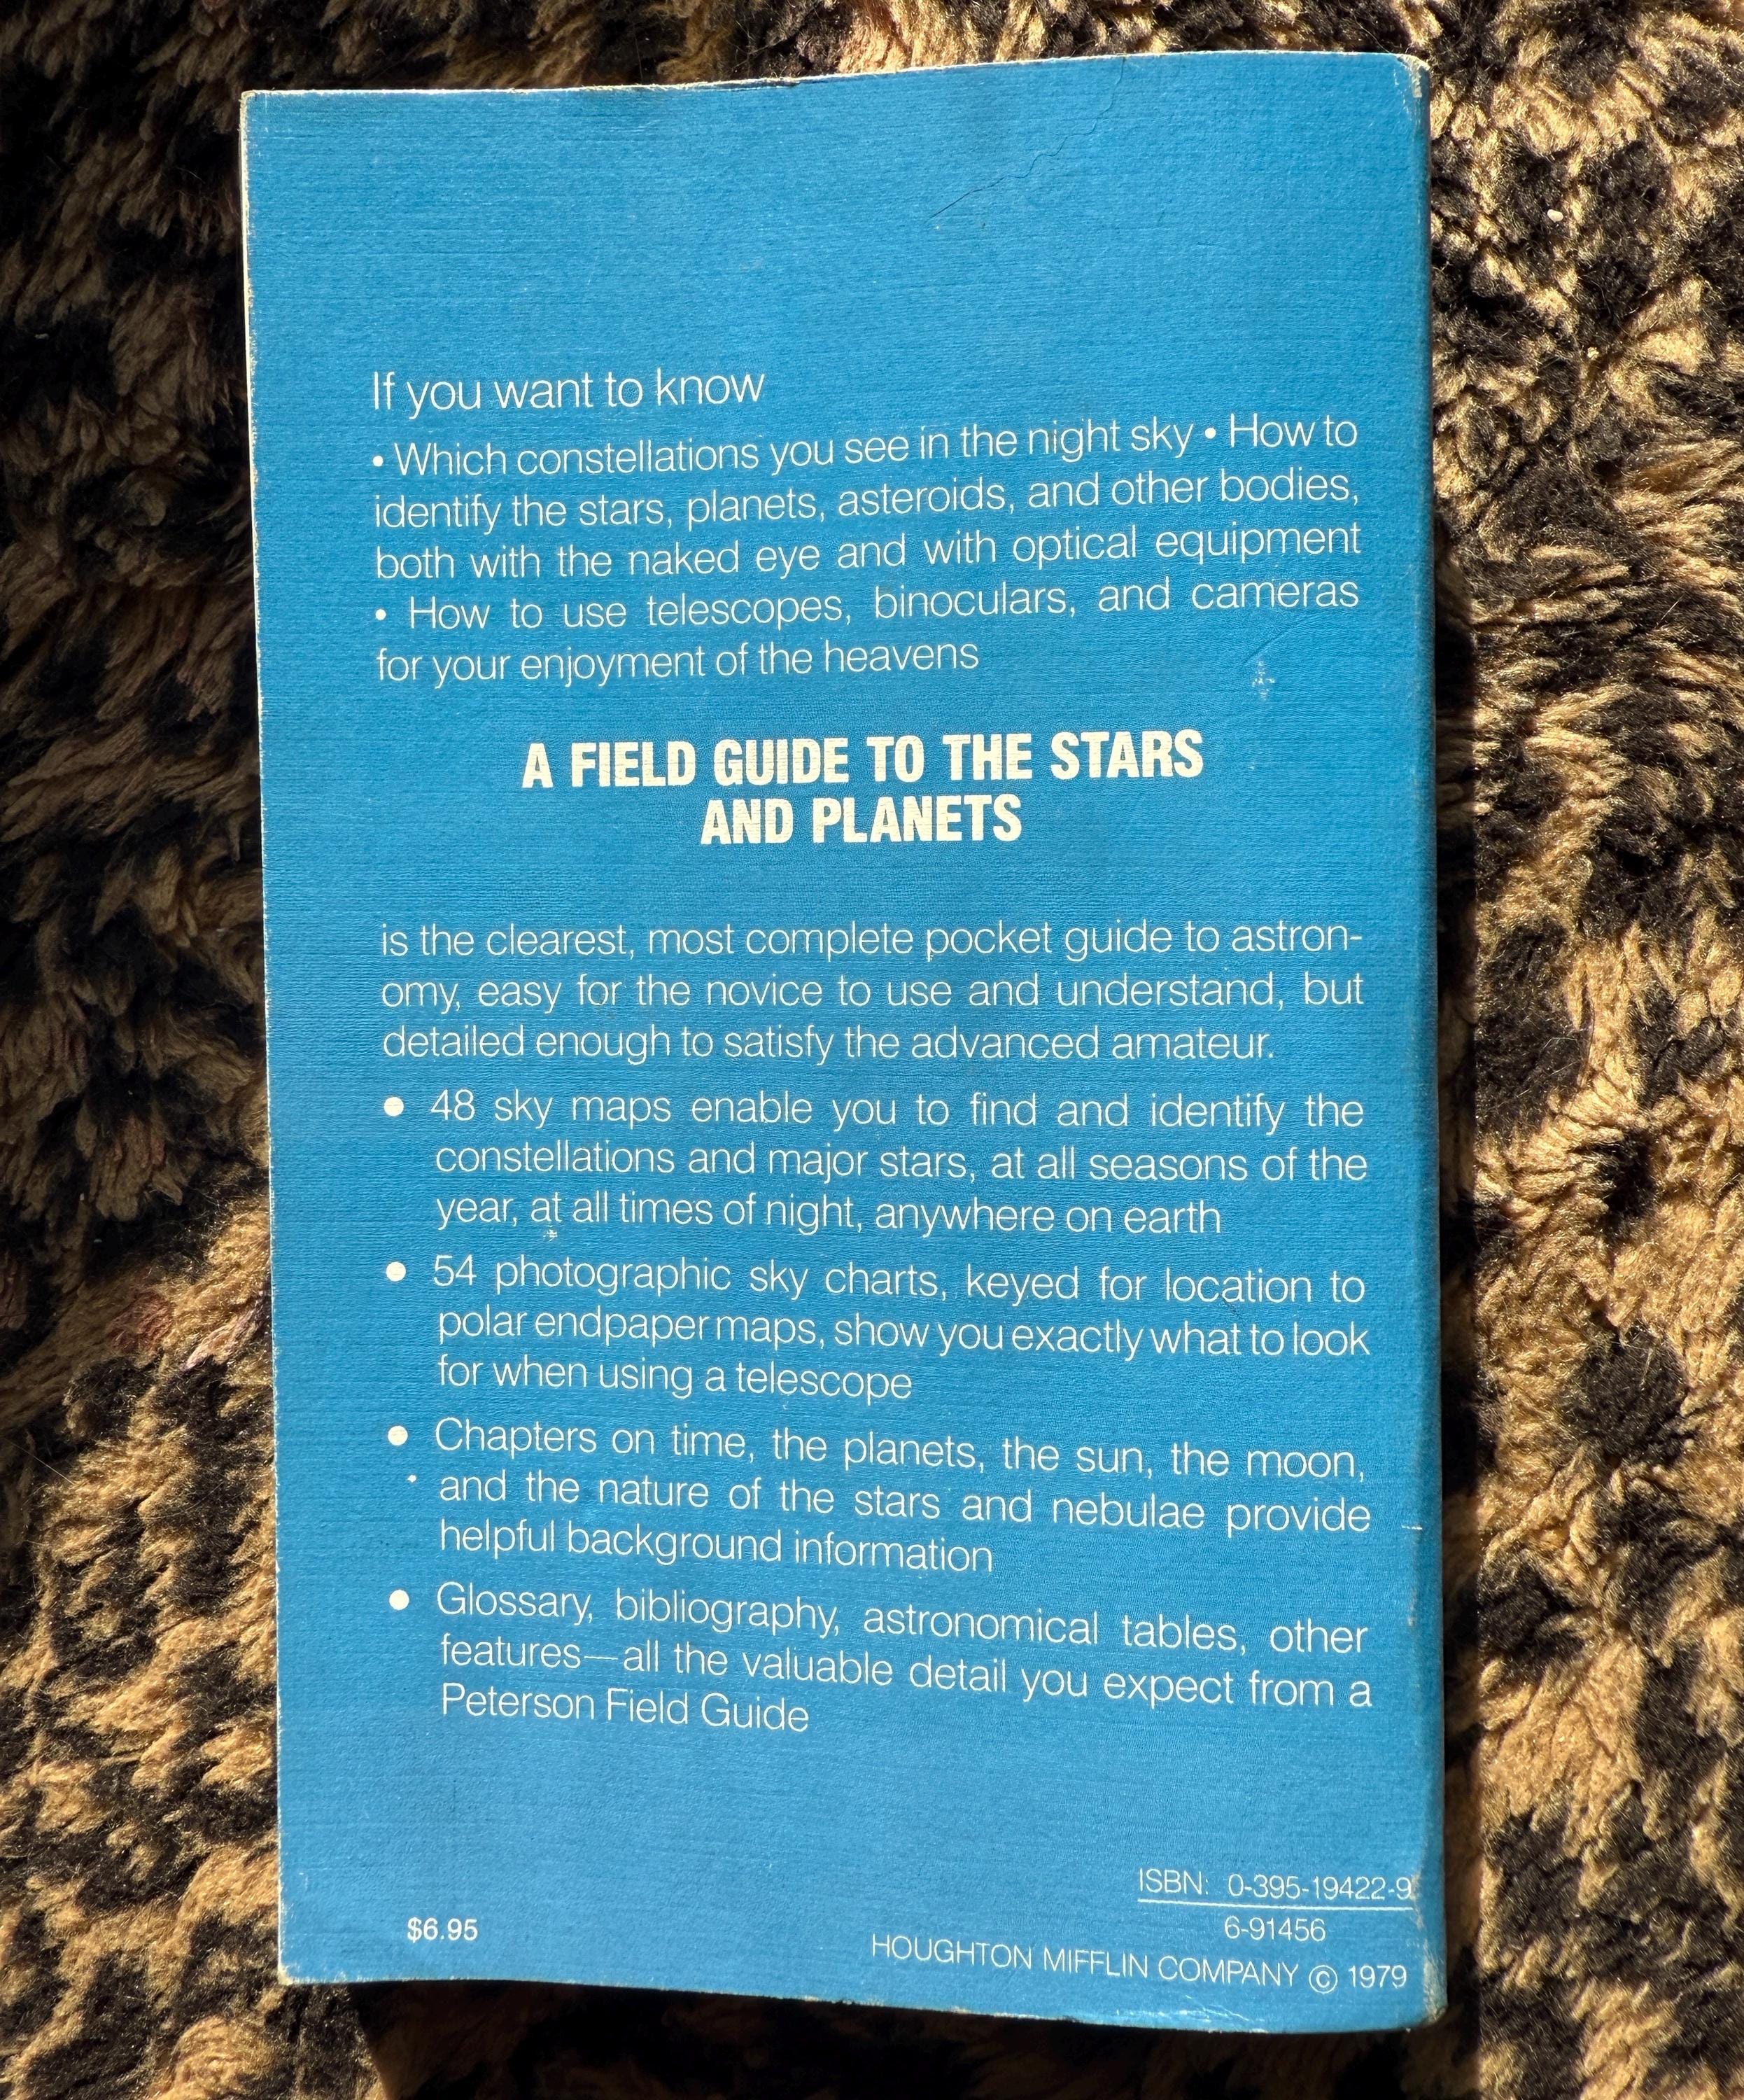 If you want to know
• Which constellations you see in the night sky • How to
identify the stars, planets, asteroids, and other bodies,
both with the naked eye and with optical equipment
• How to use telescopes, binoculars, and cameras
for your enjoyment of the heavens
A FIELD GUIDE TO THE STARS
AND PLANETS
is the clearest, most complete pocket guide to astron-
omy, easy for the novice to use and understand, but
detailed enough to satisfy the advanced amateur.
● 48 sky maps enable you to find and identify the
constellations and major stars, at all seasons of the
year, at all times of night, anywhere on earth
● 54 photographic sky charts, keyed for location to
polar endpaper maps, show you exactly what to look
for when using a telescope
● Chapters on time, the planets, the sun, the moon,
and the nature of the stars and nebulae provide
helpful background information
● Glossary, bibliography, astronomical tables, other
features—all the valuable detail you expect from a
Peterson Field Guide
ISBN: 0-395-19422-9
$6.95
6-91456
HOUGHTON MIFFLIN COMPANY © 1979